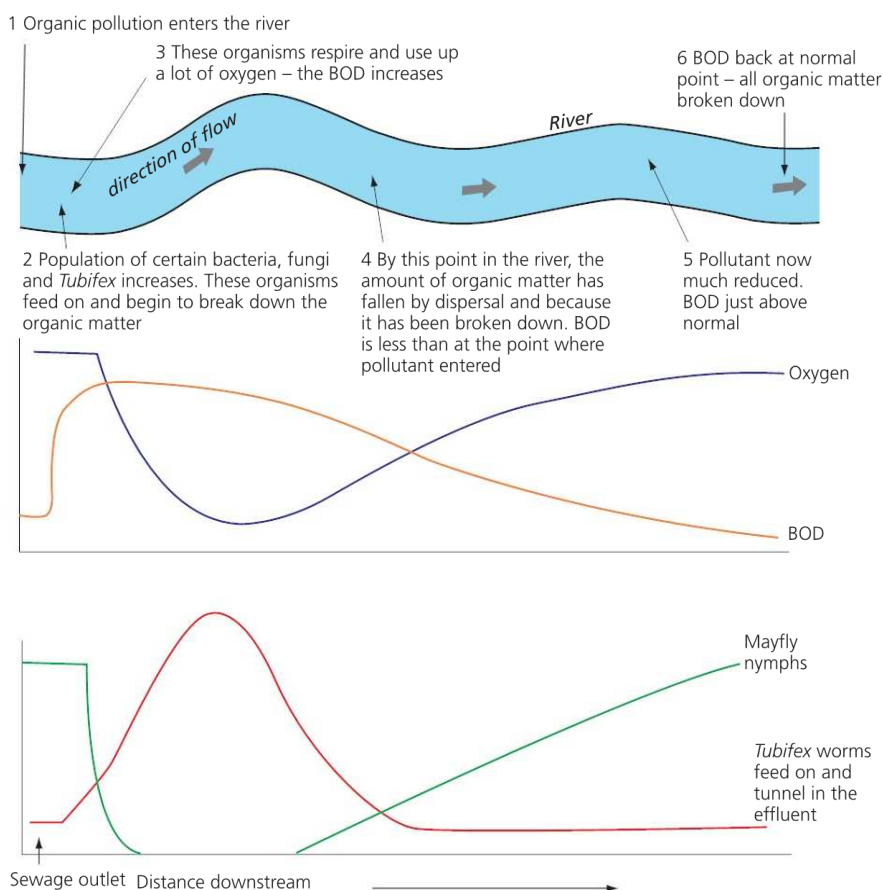 1 Organic pollution enters the river
3 These organisms respire and use up
a lot of oxygen – the BOD increases
6 BOD back at normal
point – all organic matter
broken down
River
direction of flow
2 Population of certain bacteria, fungi
and Tubifex increases. These organisms
feed on and begin to break down the
organic matter
4 By this point in the river, the
amount of organic matter has
fallen by dispersal and because
it has been broken down. BOD
is less than at the point where
pollutant entered
5 Pollutant now
much reduced.
BOD just above
normal
Oxygen
BOD
Mayfly
nymphs
Tubifex worms
feed on and
tunnel in the
effluent
Sewage outlet
Distance downstream